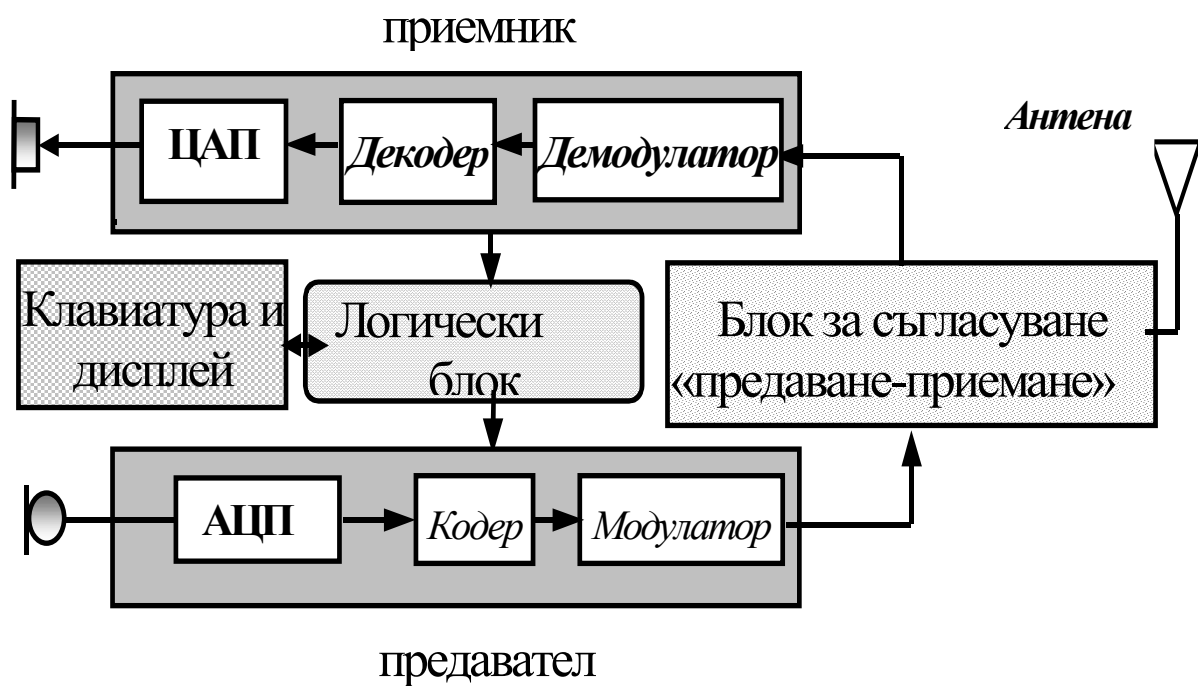 приемник
Антена
ЦАП
Декодер
Демодулатор
Клавиатура и
дисплей
Логически
блок
Блок за съгласуване
«предаване-приемане»
АЦП
Кодер
Модулатор
предавател